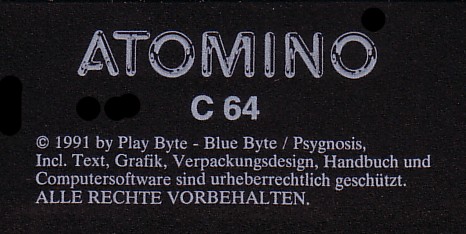 ATOMINO
C 64
© 1991 by Play Byte - Blue Byte / Psygnosis,
Incl. Text, Grafik, Verpackungsdesign, Handbuch und
Computersoftware sind urheberrechtlich geschützt.
ALLE RECHTE VORBEHALTEN.